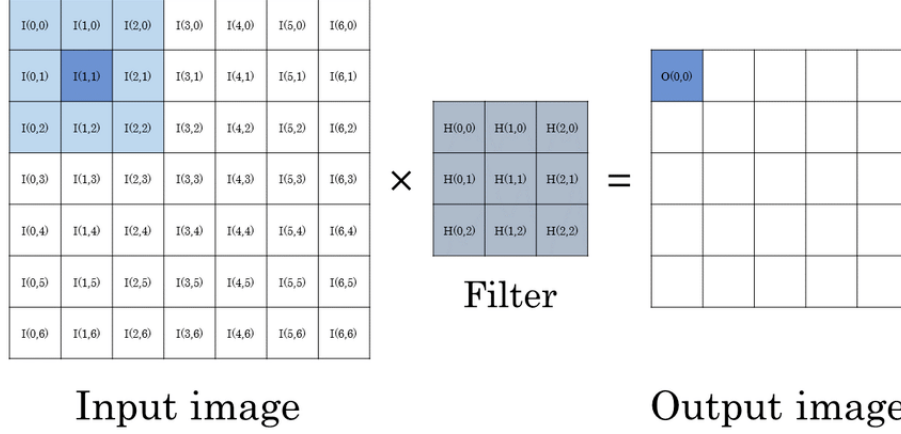 I(0,0) I(1,0) I(2,0) I(3,0) I(4,0) I(5,0) I(6,0)
I(0,1) I(1,1) I(2,1) I(3,1) I(4,1) I(5,1) I(6,1)
I(0,2) I(1,2) I(2,2) I(3,2) I(4,2) I(5,2) I(6,2)
I(0,3) I(1,3) I(2,3) I(3,3) I(4,3) I(5,3) I(6,3)
I(0,4) I(1,4) I(2,4) I(3,4) I(4,4) I(5,4) I(6,4)
I(0,5) I(1,5) I(2,5) I(3,5) I(4,5) I(5,5) I(6,5)
I(0,6) I(1,6) I(2,6) I(3,6) I(4,6) I(5,6) I(6,6)
Input image
×
H(0,0) H(1,0) H(2,0)
H(0,1) H(1,1) H(2,1)
H(0,2) H(1,2) H(2,2)
Filter
=
O(0,0)
Output image